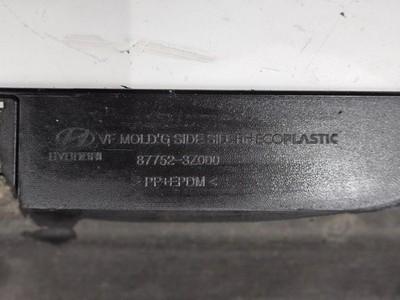 VF MOLD'G SIDE SILL RH ECOPLASTIC
HYUNDAI
87752-3Z000
>PP+EPDM<